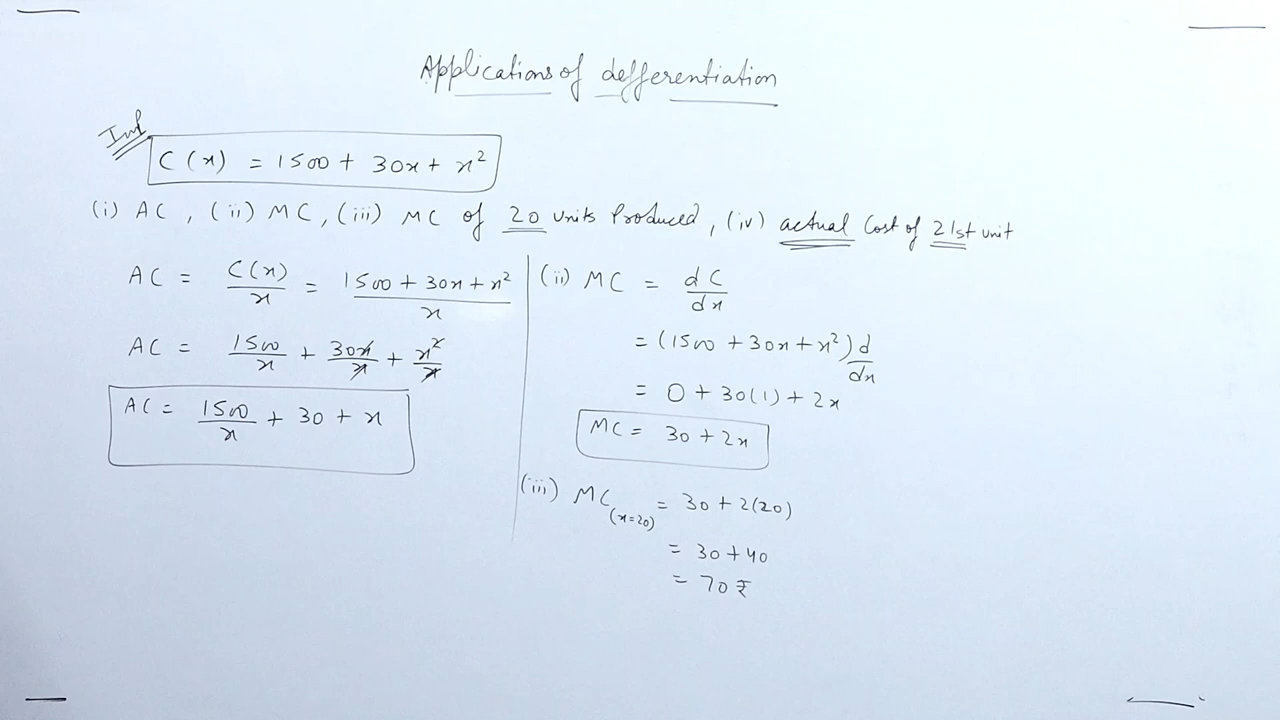 Applications of defferentiation
Imp
C(x) = 1500 + 30x + x²
(i) AC, (ii) MC, (iii) MC of 20 units Produced, (iv) actual Cost of 21st unit
AC = C(x)/x = (1500 + 30x + x²)/x
AC = 1500/x + 30x/x + x²/x
AC = 1500/x + 30 + x
(ii) MC = dC/dx
= (1500 + 30x + x²) d/dx
= 0 + 30(1) + 2x
MC = 30 + 2x
(iii) MC(x=20) = 30 + 2(20)
= 30 + 40
= 70 ₹